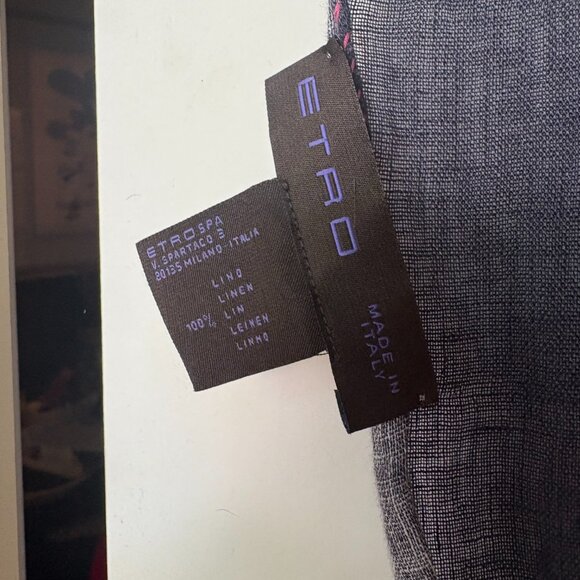 ETRO
MADE IN
ITALY
ETRO SPA
V. SPARTACO 3
20135 MILANO-ITALIA
LINO
LINEN
100% LIN
LEINEN
LINHO